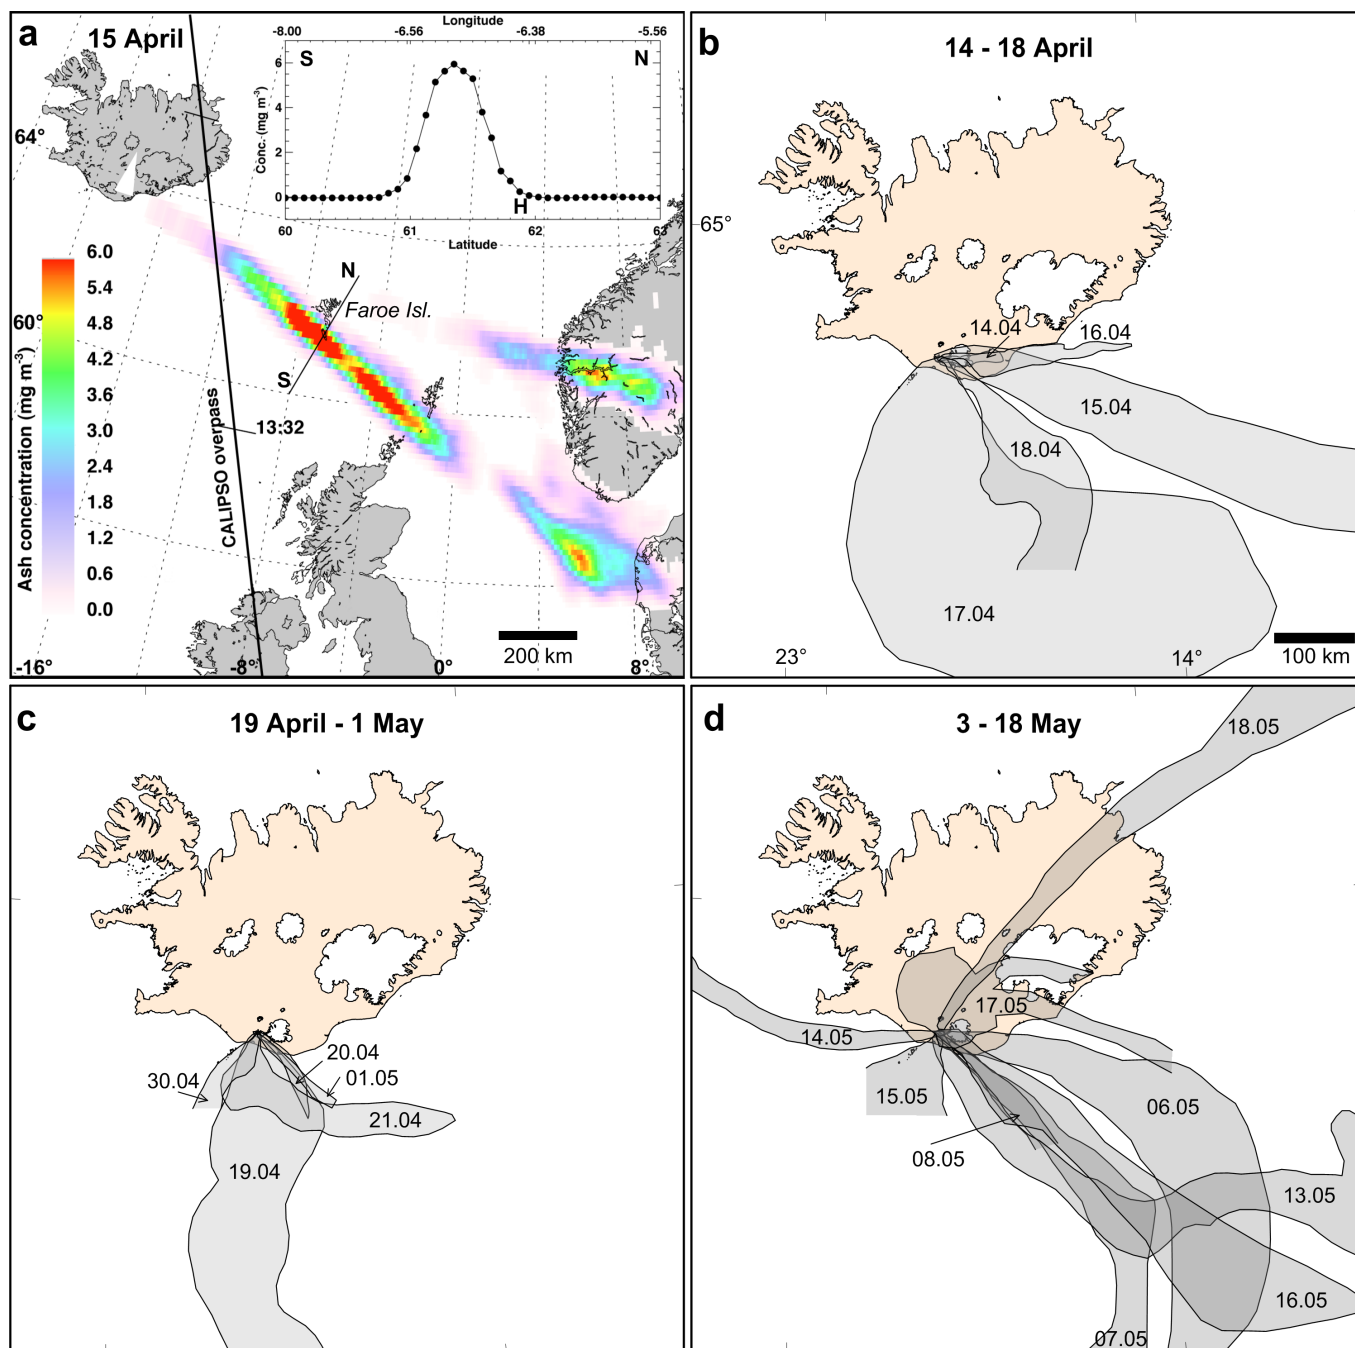 a
15 April
Longitude
-8.00
-6.56
-6.38
-5.56
S
N
Conc. (mg m-3)
6
4
2
0
H
60
61
62
63
Latitude
64°
60°
Ash concentration (mg m-3)
6.0
5.4
4.8
4.2
3.6
3.0
2.4
1.8
1.2
0.6
0.0
N
Faroe Isl.
S
CALIPSO overpass
13:32
200 km
-16°
-8°
0°
8°
b
14 - 18 April
65°
14.04
16.04
15.04
18.04
17.04
23°
14°
100 km
c
19 April - 1 May
20.04
30.04
01.05
21.04
19.04
d
3 - 18 May
18.05
17.05
14.05
15.05
06.05
08.05
13.05
16.05
07.05